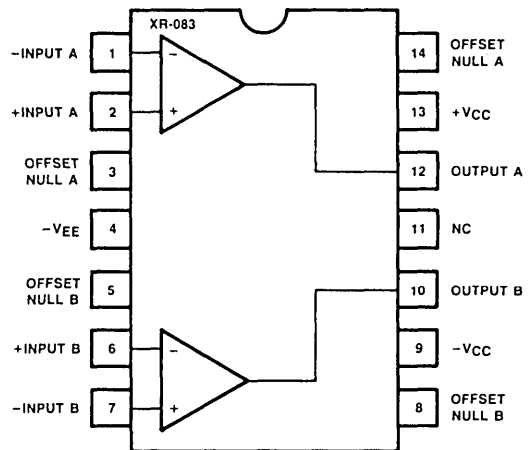 XR-083
-INPUT A 1
+INPUT A 2
OFFSET
NULL A 3
-VEE 4
OFFSET
NULL B 5
+INPUT B 6
-INPUT B 7
-
+
-
+
14 OFFSET
NULL A
13 +VCC
12 OUTPUT A
11 NC
10 OUTPUT B
9 -VCC
8 OFFSET
NULL B